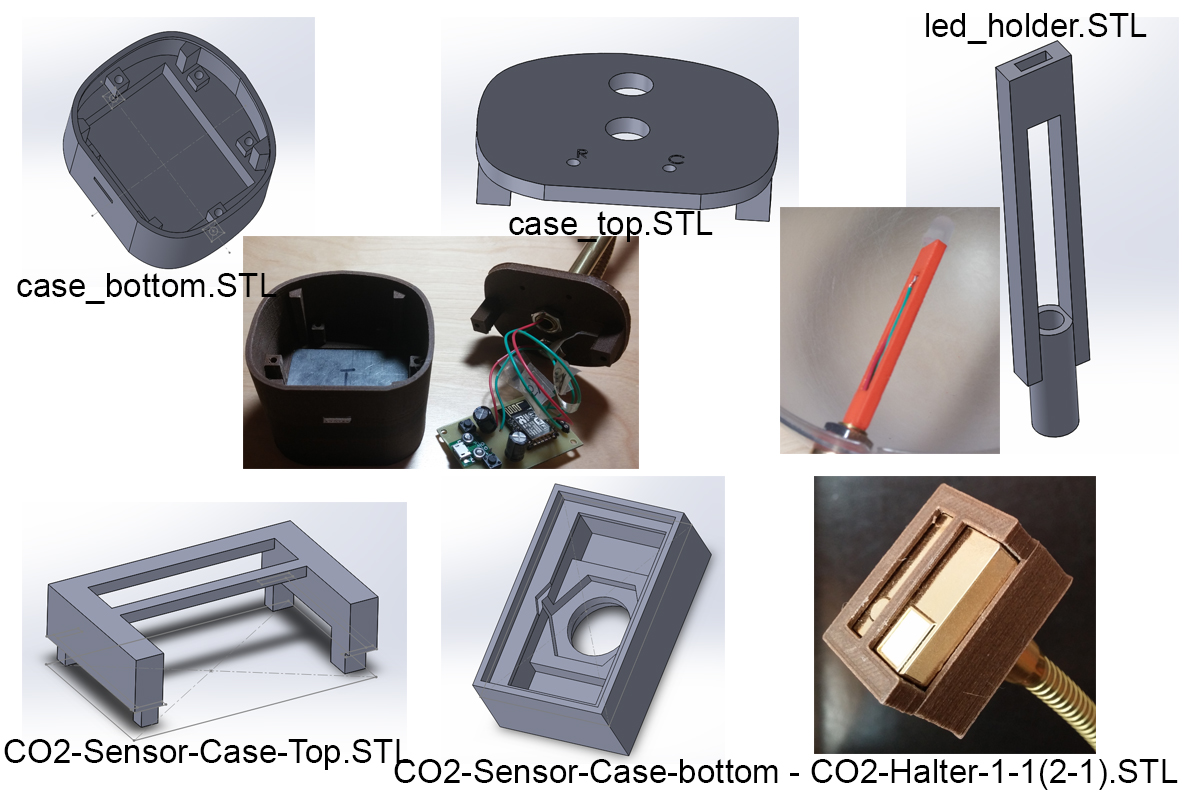 led_holder.STL
R C
case_top.STL
case_bottom.STL
CO2-Sensor-Case-Top.STL
CO2-Sensor-Case-bottom - CO2-Halter-1-1(2-1).STL